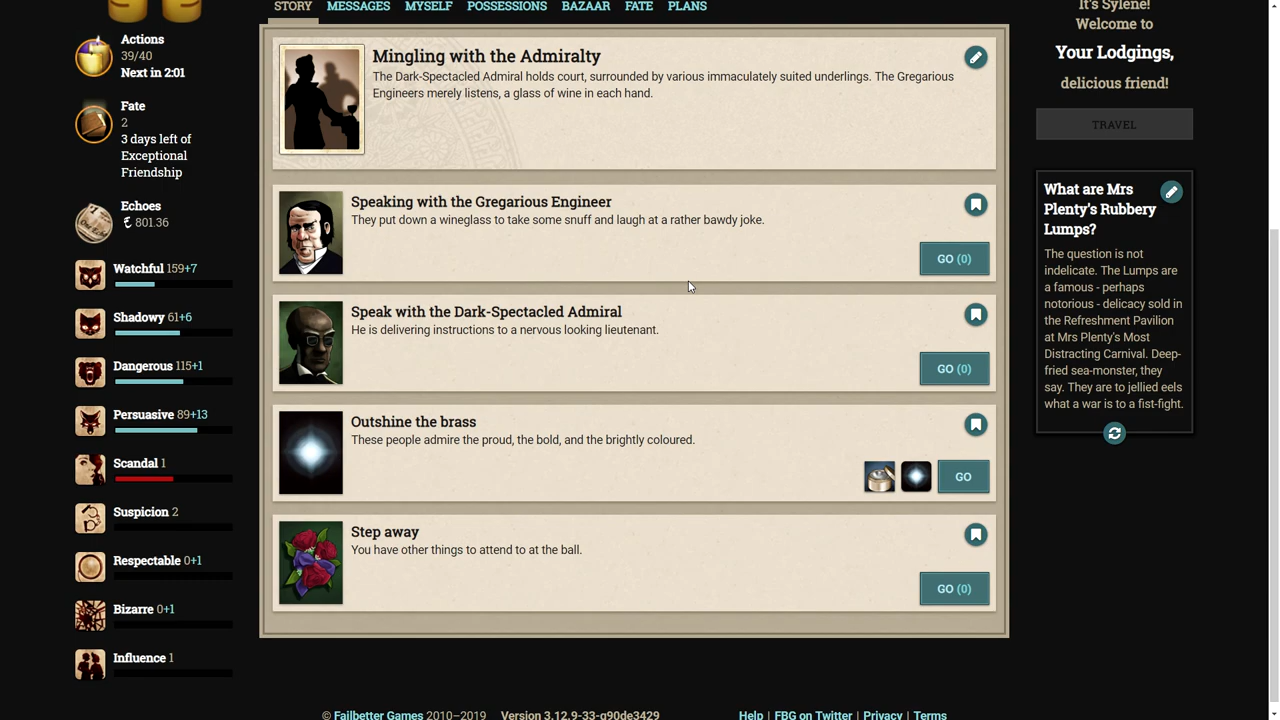 STORY MESSAGES MYSELF POSSESSIONS BAZAAR FATE PLANS
Actions
39/40
Next in 2:01
Fate
2
3 days left of
Exceptional
Friendship
Echoes
801.36
Watchful 159+7
Shadowy 61+6
Dangerous 115+1
Persuasive 89+13
Scandal 1
Suspicion 2
Respectable 0+1
Bizarre 0+1
Influence 1
Mingling with the Admiralty
The Dark-Spectacled Admiral holds court, surrounded by various immaculately suited underlings. The Gregarious
Engineers merely listens, a glass of wine in each hand.
Speaking with the Gregarious Engineer
They put down a wineglass to take some snuff and laugh at a rather bawdy joke.
GO (0)
Speak with the Dark-Spectacled Admiral
He is delivering instructions to a nervous looking lieutenant.
GO (0)
Outshine the brass
These people admire the proud, the bold, and the brightly coloured.
GO
Step away
You have other things to attend to at the ball.
GO (0)
It's Sylene!
Welcome to
Your Lodgings,
delicious friend!
TRAVEL
What are Mrs
Plenty's Rubbery
Lumps?
The question is not
indelicate. The Lumps are
a famous - perhaps
notorious - delicacy sold in
the Refreshment Pavilion
at Mrs Plenty's Most
Distracting Carnival. Deep-
fried sea-monster, they
say. They are to jellied eels
what a war is to a fist-fight.
© Failbetter Games 2010–2019 Version 3.12.9-33-g90de3429 Help | FBG on Twitter | Privacy | Terms